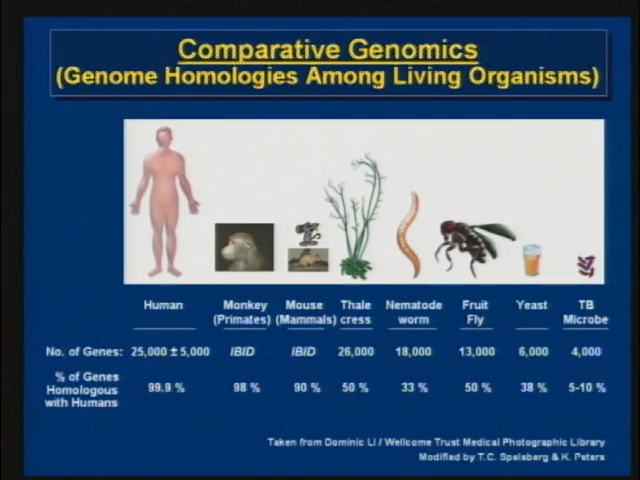 Comparative Genomics
(Genome Homologies Among Living Organisms)
Human Monkey (Primates) Mouse (Mammals) Thale cress Nematode worm Fruit Fly Yeast TB Microbe
No. of Genes: 25,000 ± 5,000 IBID IBID 26,000 18,000 13,000 6,000 4,000
% of Genes Homologous with Humans 99.9 % 98 % 90 % 50 % 33 % 50 % 38 % 5-10 %
Taken from Dominic Li / Wellcome Trust Medical Photographic Library
Modified by T.C. Spelsberg & K. Peters